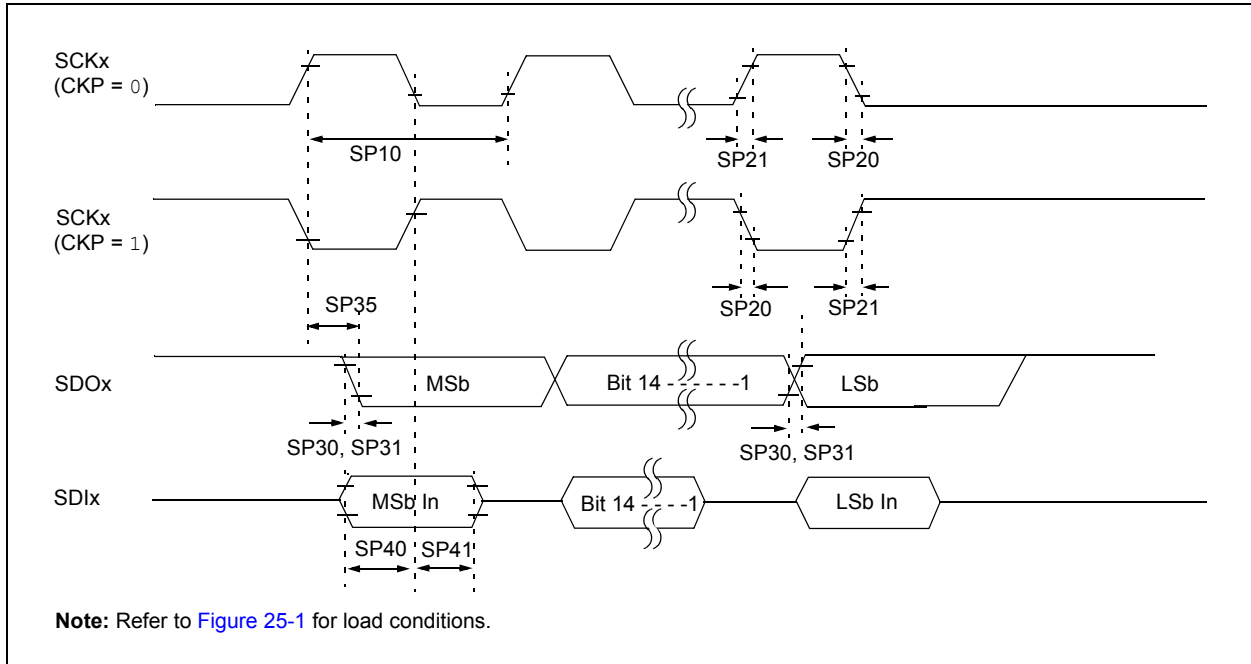 SCKx
(CKP = 0)
SP10
SP21
SP20
SCKx
(CKP = 1)
SP35
SP20
SP21
SDOx
MSb
Bit 14 - - - - - -1
LSb
SP30, SP31
SP30, SP31
SDIx
MSb In
Bit 14 - - - -1
LSb In
SP40
SP41
Note: Refer to Figure 25-1 for load conditions.